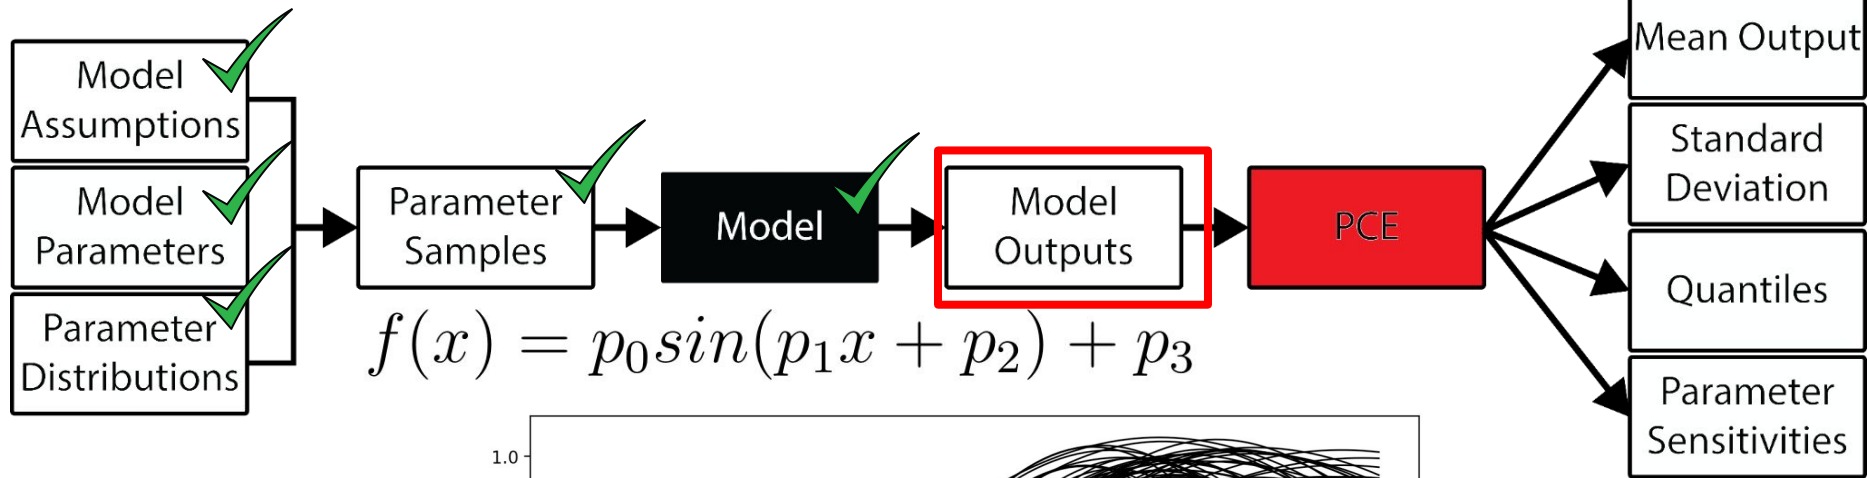 Model
Assumptions
Model
Parameters
Parameter
Distributions
Parameter
Samples
Model
Model
Outputs
PCE
Mean Output
Standard
Deviation
Quantiles
Parameter
Sensitivities
f(x) = p₀sin(p₁x + p₂) + p₃
1.0